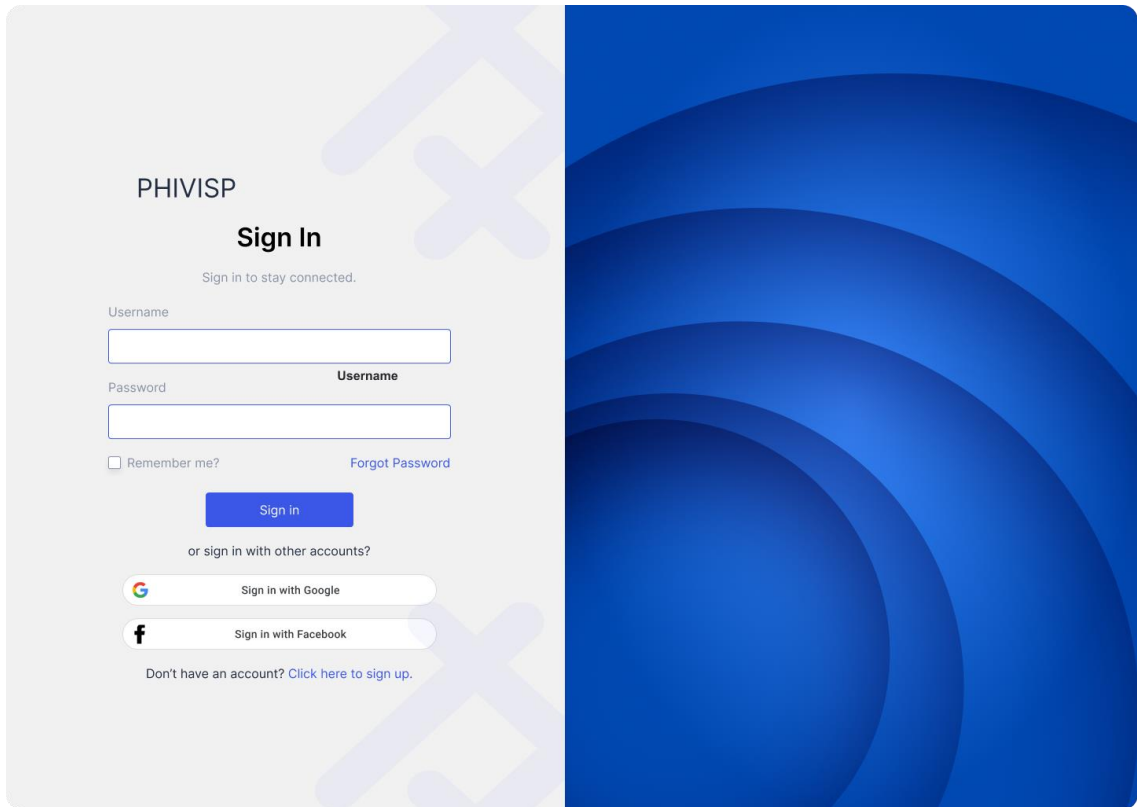 PHIVISP
Sign In
Sign in to stay connected.
Username
Username
Password
Remember me? Forgot Password
Sign in
or sign in with other accounts?
Sign in with Google
Sign in with Facebook
Don’t have an account? Click here to sign up.